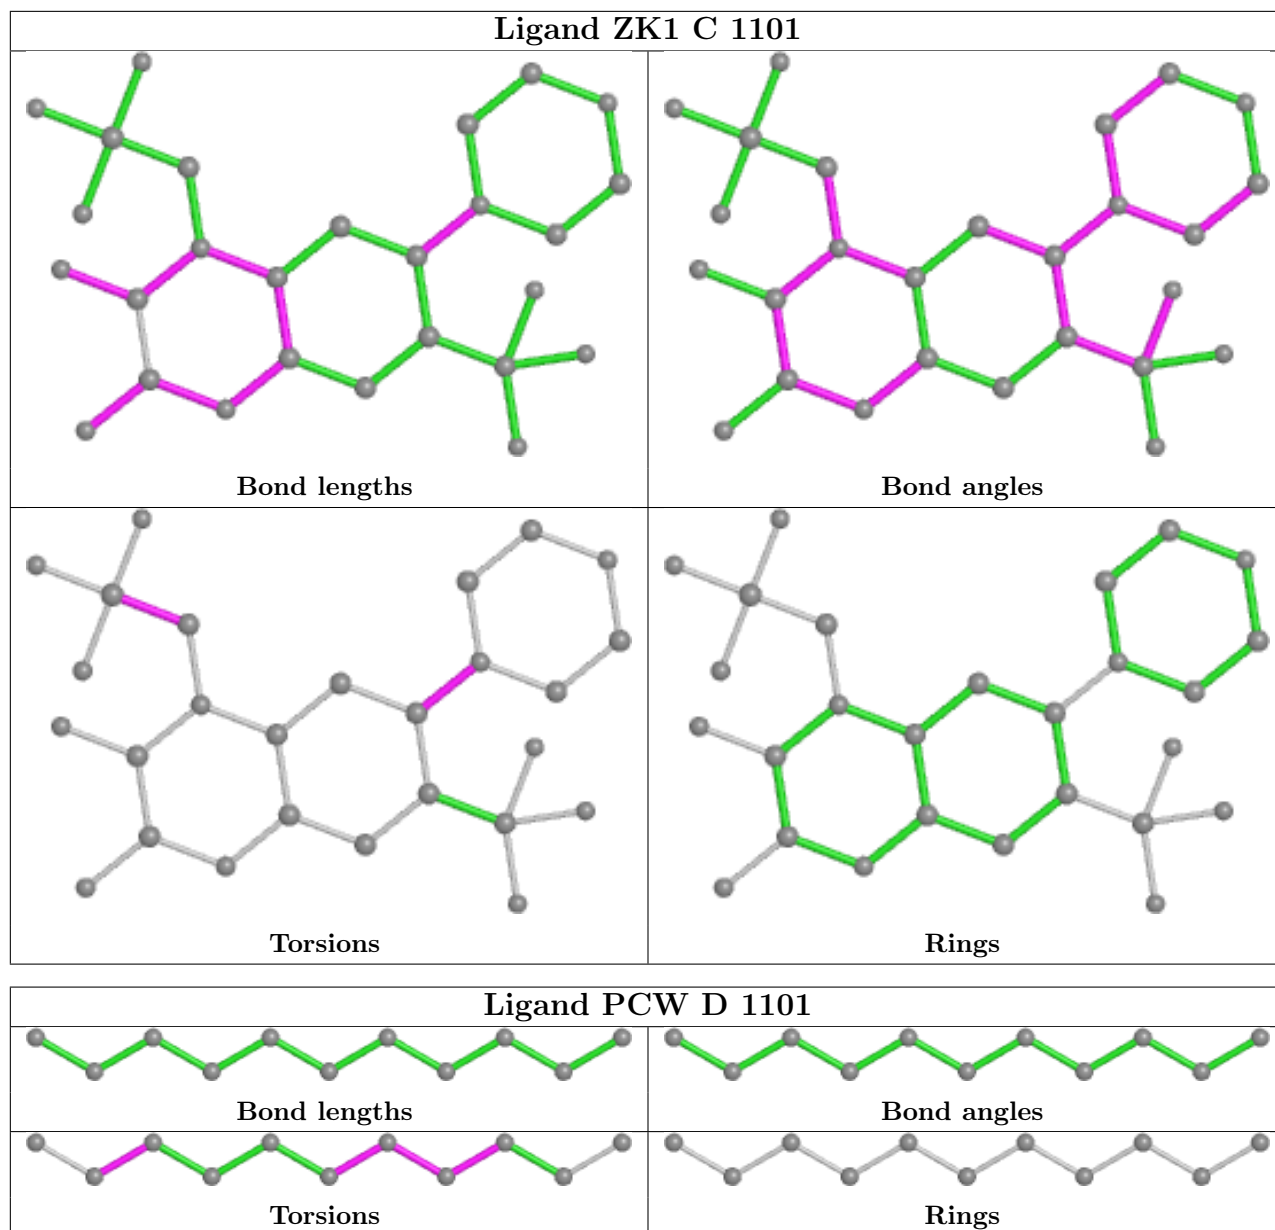 Ligand ZK1 C 1101
Bond lengths
Bond angles
Torsions
Rings
Ligand PCW D 1101
Bond lengths
Bond angles
Torsions
Rings